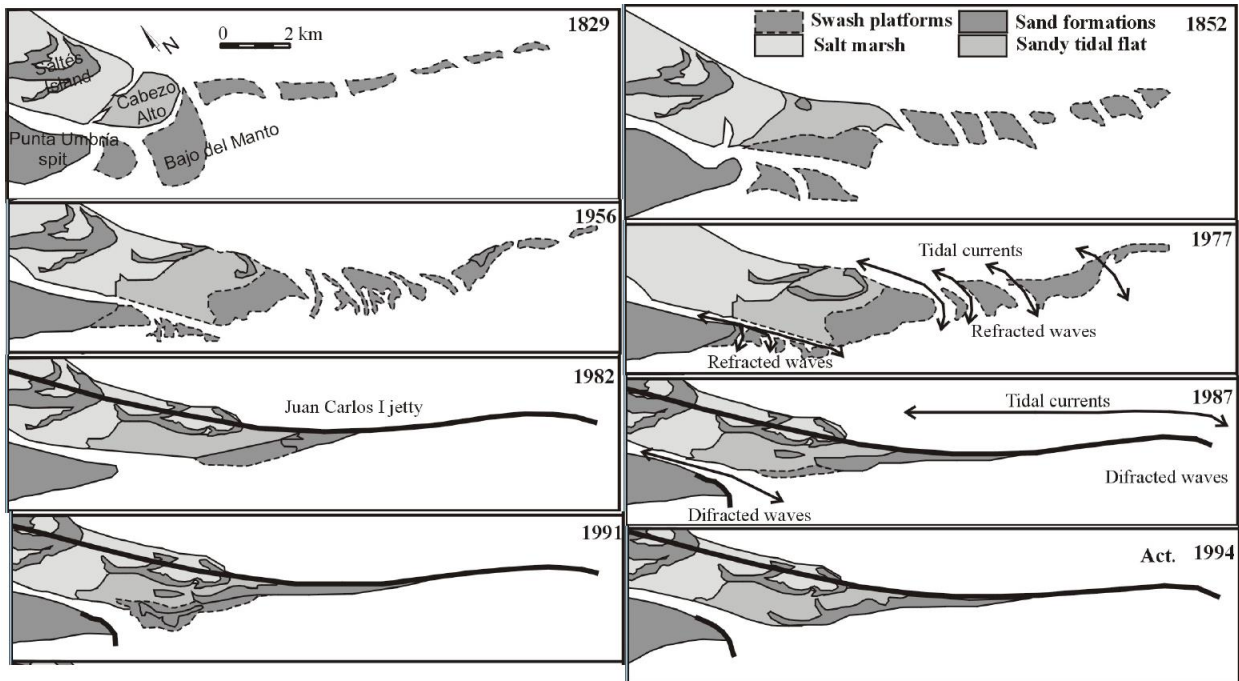 1829
N
0 2 km
Saltés
Island
Cabezo
Alto
Punta Umbría
spit
Bajo del Manto
1852
Swash platforms
Sand formations
Salt marsh
Sandy tidal flat
1956
1977
Tidal currents
Refracted waves
Refracted waves
1982
Juan Carlos I jetty
1987
Tidal currents
Difracted waves
Difracted waves
1991
Act. 1994